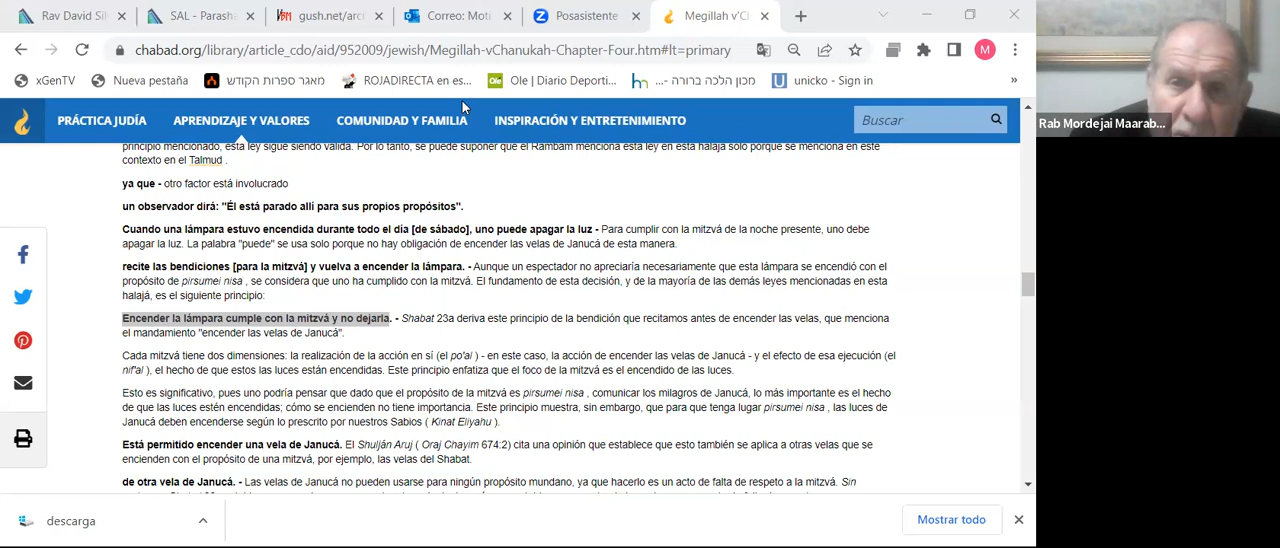 Rav David Sil
SAL - Parasha
gush.net/arc
Correo: Moti
Posasistente
Megillah v'C
chabad.org/library/article_cdo/aid/952009/jewish/Megillah-vChanukah-Chapter-Four.htm#lt=primary
M
xGenTV
Nueva pestaña
מאגר ספרות הקודש
ROJADIRECTA en es...
Ole | Diario Deporti...
מכון הלכה ברורה -...
unicko - Sign in
»
PRÁCTICA JUDÍA
APRENDIZAJE Y VALORES
COMUNIDAD Y FAMILIA
INSPIRACIÓN Y ENTRETENIMIENTO
Buscar
Rab Mordejai Maarab...
principio mencionado, esta ley sigue siendo válida. Por lo tanto, se puede suponer que el Rambam menciona esta ley en esta halajá solo porque se menciona en este
contexto en el Talmud .
ya que - otro factor está involucrado
un observador dirá: "Él está parado allí para sus propios propósitos".
Cuando una lámpara estuvo encendida durante todo el día [de sábado], uno puede apagar la luz - Para cumplir con la mitzvá de la noche presente, uno debe
apagar la luz. La palabra "puede" se usa solo porque no hay obligación de encender las velas de Janucá de esta manera.
recite las bendiciones [para la mitzvá] y vuelva a encender la lámpara. - Aunque un espectador no apreciaría necesariamente que esta lámpara se encendió con el
propósito de pirsumei nisa , se considera que uno ha cumplido con la mitzvá. El fundamento de esta decisión, y de la mayoría de las demás leyes mencionadas en esta
halajá, es el siguiente principio:
Encender la lámpara cumple con la mitzvá y no dejarla. - Shabat 23a deriva este principio de la bendición que recitamos antes de encender las velas, que menciona
el mandamiento "encender las velas de Janucá".
Cada mitzvá tiene dos dimensiones: la realización de la acción en sí (el po'al ) - en este caso, la acción de encender las velas de Janucá - y el efecto de esa ejecución (el
nif'al ), el hecho de que estos las luces están encendidas. Este principio enfatiza que el foco de la mitzvá es el encendido de las luces.
Esto es significativo, pues uno podría pensar que dado que el propósito de la mitzvá es pirsumei nisa , comunicar los milagros de Janucá, lo más importante es el hecho
de que las luces estén encendidas; cómo se encienden no tiene importancia. Este principio muestra, sin embargo, que para que tenga lugar pirsumei nisa , las luces de
Janucá deben encenderse según lo prescrito por nuestros Sabios ( Kinat Eliyahu ).
Está permitido encender una vela de Janucá. El Shulján Aruj ( Oraj Chayim 674:2) cita una opinión que establece que esto también se aplica a otras velas que se
encienden con el propósito de una mitzvá, por ejemplo, las velas del Shabat.
de otra vela de Janucá. - Las velas de Janucá no pueden usarse para ningún propósito mundano, ya que hacerlo es un acto de falta de respeto a la mitzvá. Sin
descarga
Mostrar todo